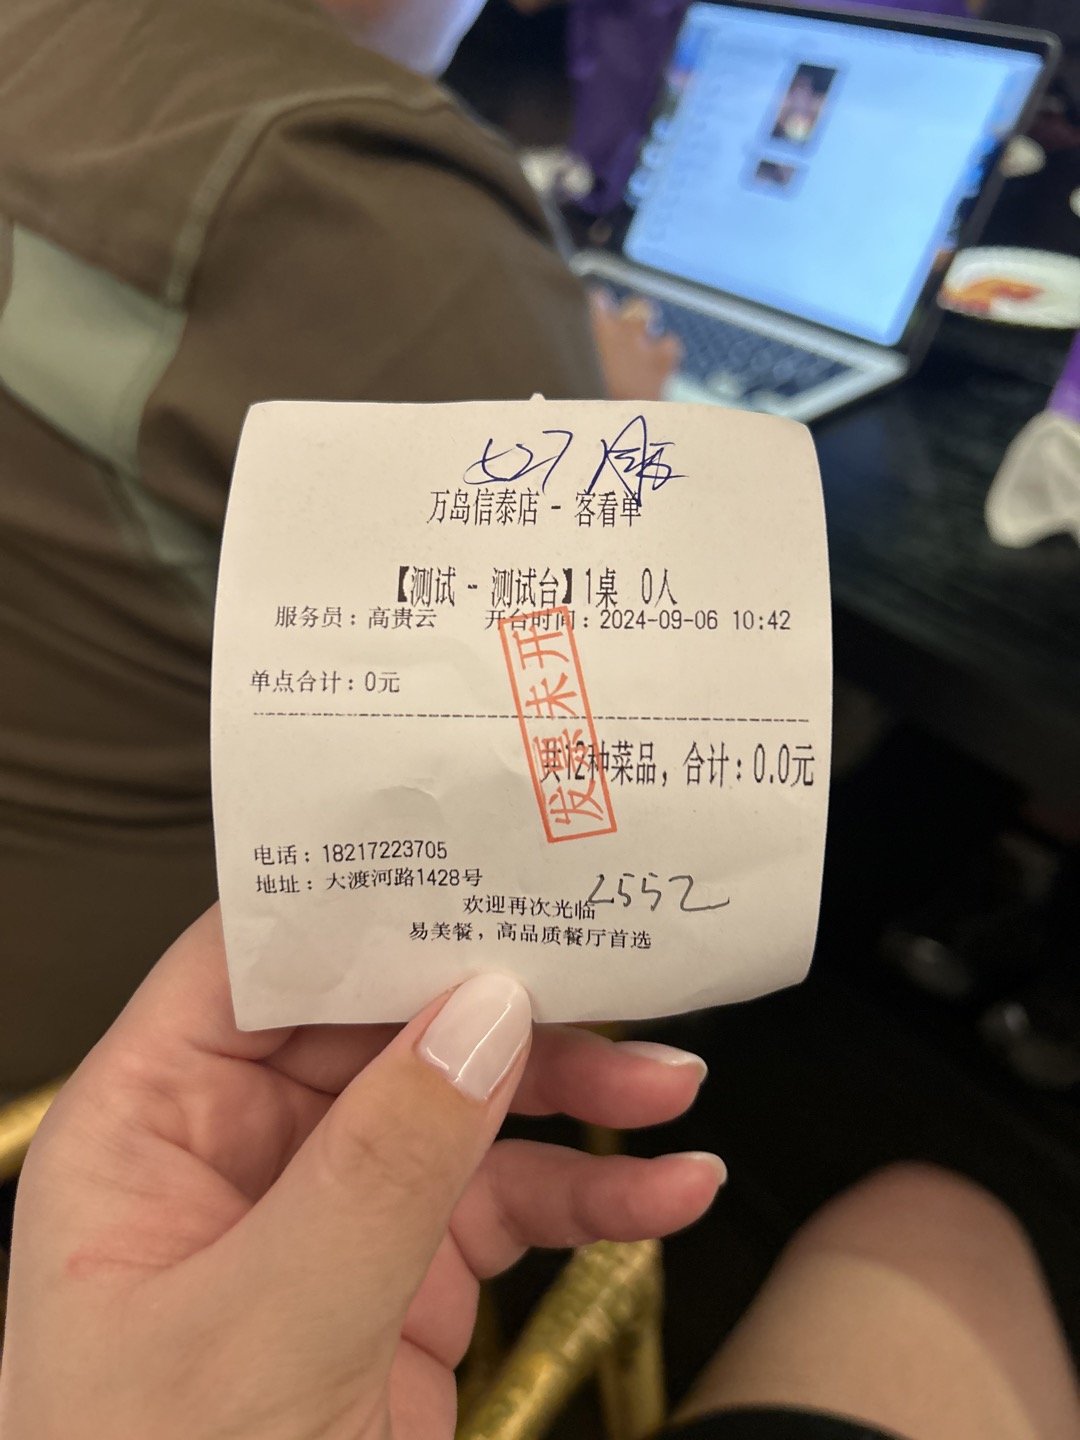 万岛信泰店 - 客看单
【测试 - 测试台】1桌 0人
服务员：高贵云 开台时间：2024-09-06 10:42
单点合计：0元
发票未开
共12种菜品，合计：0.0元
电话：18217223705
地址：大渡河路1428号
2552
欢迎再次光临
易美餐，高品质餐厅首选